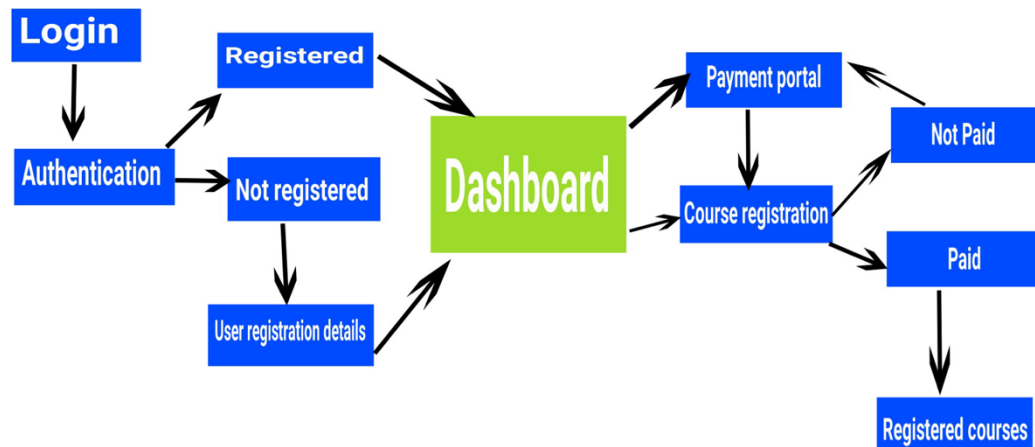 Login
Registered
Authentication
Not registered
User registration details
Dashboard
Payment portal
Not Paid
Course registration
Paid
Registered courses